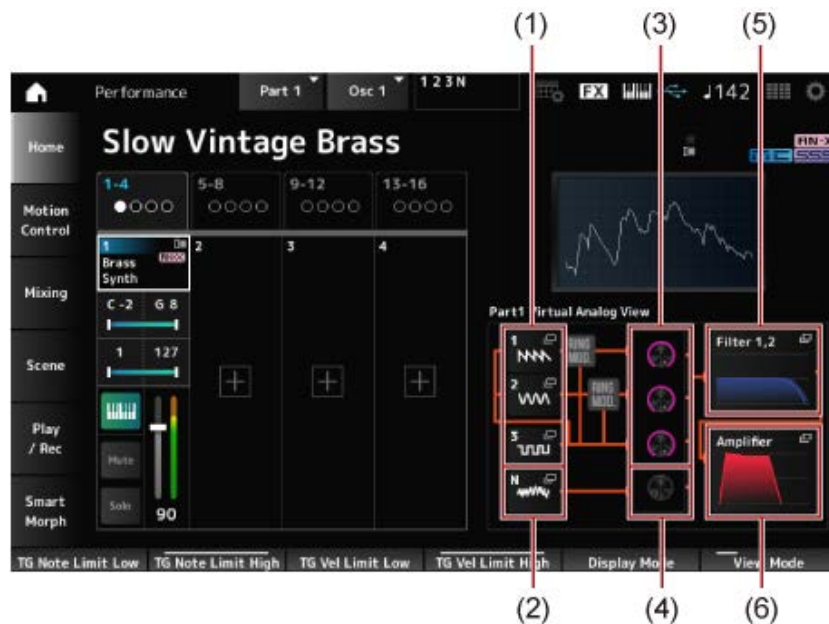 (1) (3) (5)
Performance Part 1 Osc 1 1 2 3 N FX ♩142
Home
Slow Vintage Brass
1-4 5-8 9-12 13-16
Motion
Control
1 2 3 4
Brass
Synth
C -2 G 8
Mixing
Part1 Virtual Analog View
1 127
Scene
1 RING
MOD.
Filter 1,2
2 RING
MOD.
Play
/ Rec
Mute
3
Amplifier
Smart
Morph
Solo
90
N
TG Note Limit Low TG Note Limit High TG Vel Limit Low TG Vel Limit High Display Mode View Mode
(2) (4) (6)